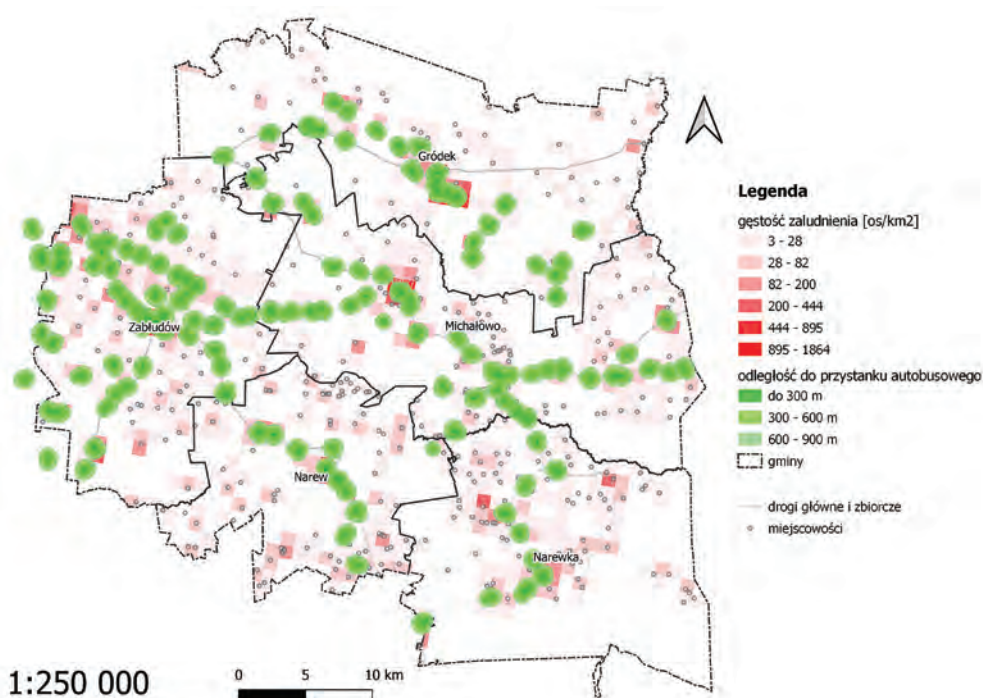 Gródek
Zabłudów
Michałowo
Narew
Narewka
Legenda
gęstość zaludnienia [os/km2]
3 - 28
28 - 82
82 - 200
200 - 444
444 - 895
895 - 1864
odległość do przystanku autobusowego
do 300 m
300 - 600 m
600 - 900 m
gminy
drogi główne i zbiorcze
miejscowości
1:250 000
0 5 10 km